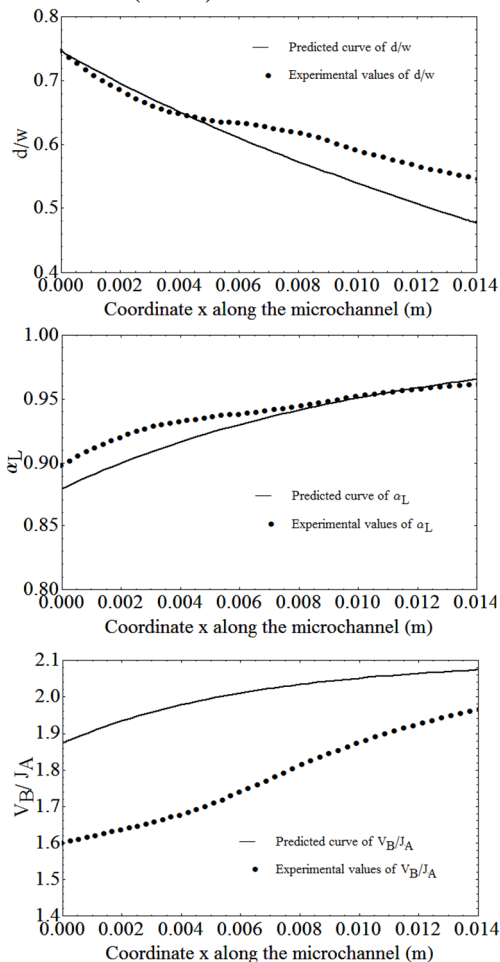 0.8
Predicted curve of d/w
Experimental values of d/w
0.7
d/w
0.6
0.5
0.4
0.000 0.002 0.004 0.006 0.008 0.010 0.012 0.014
Coordinate x along the microchannel (m)
1.00
0.95
αL
0.90
Predicted curve of αL
Experimental values of αL
0.85
0.80
0.000 0.002 0.004 0.006 0.008 0.010 0.012 0.014
Coordinate x along the microchannel (m)
2.1
2.0
1.9
VB/JA
1.8
1.7
1.6
Predicted curve of VB/JA
Experimental values of VB/JA
1.5
1.4
0.000 0.002 0.004 0.006 0.008 0.010 0.012 0.014
Coordinate x along the microchannel (m)